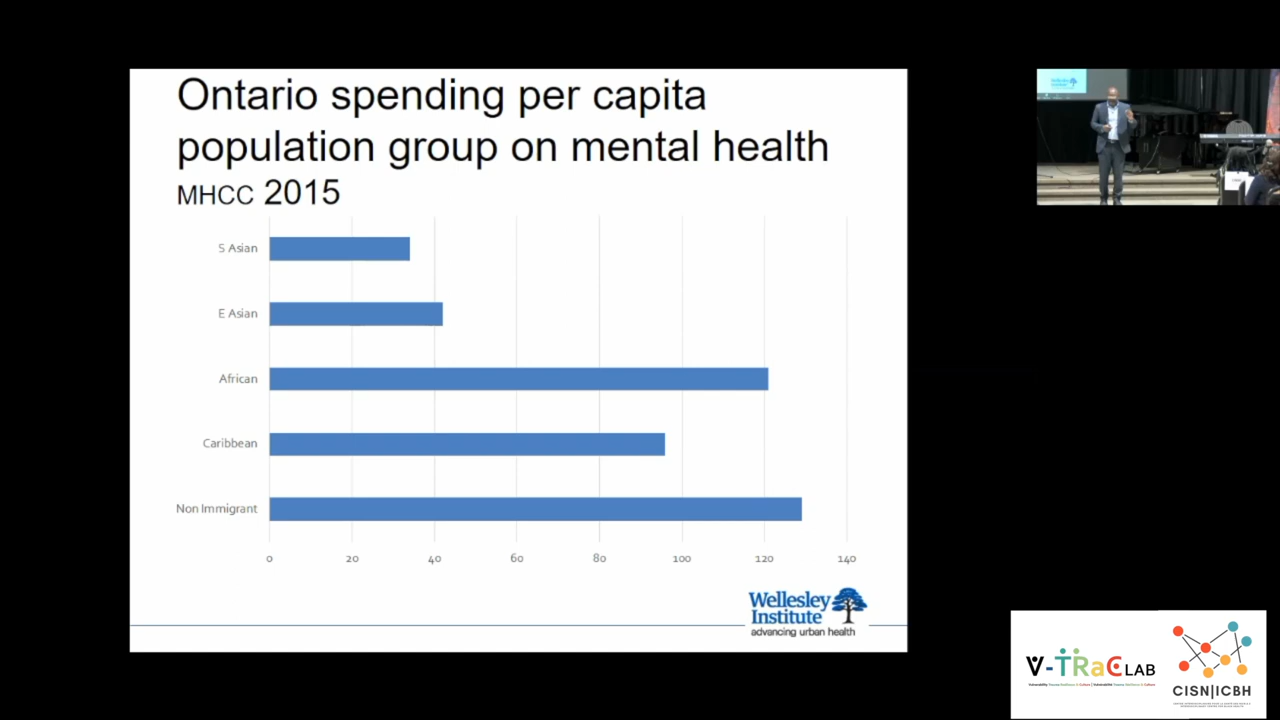 Ontario spending per capita
population group on mental health
MHCC 2015
S Asian
E Asian
African
Caribbean
Non Immigrant
0 20 40 60 80 100 120 140
Wellesley
Institute
advancing urban health
V-TRaC LAB
CISN|ICBH